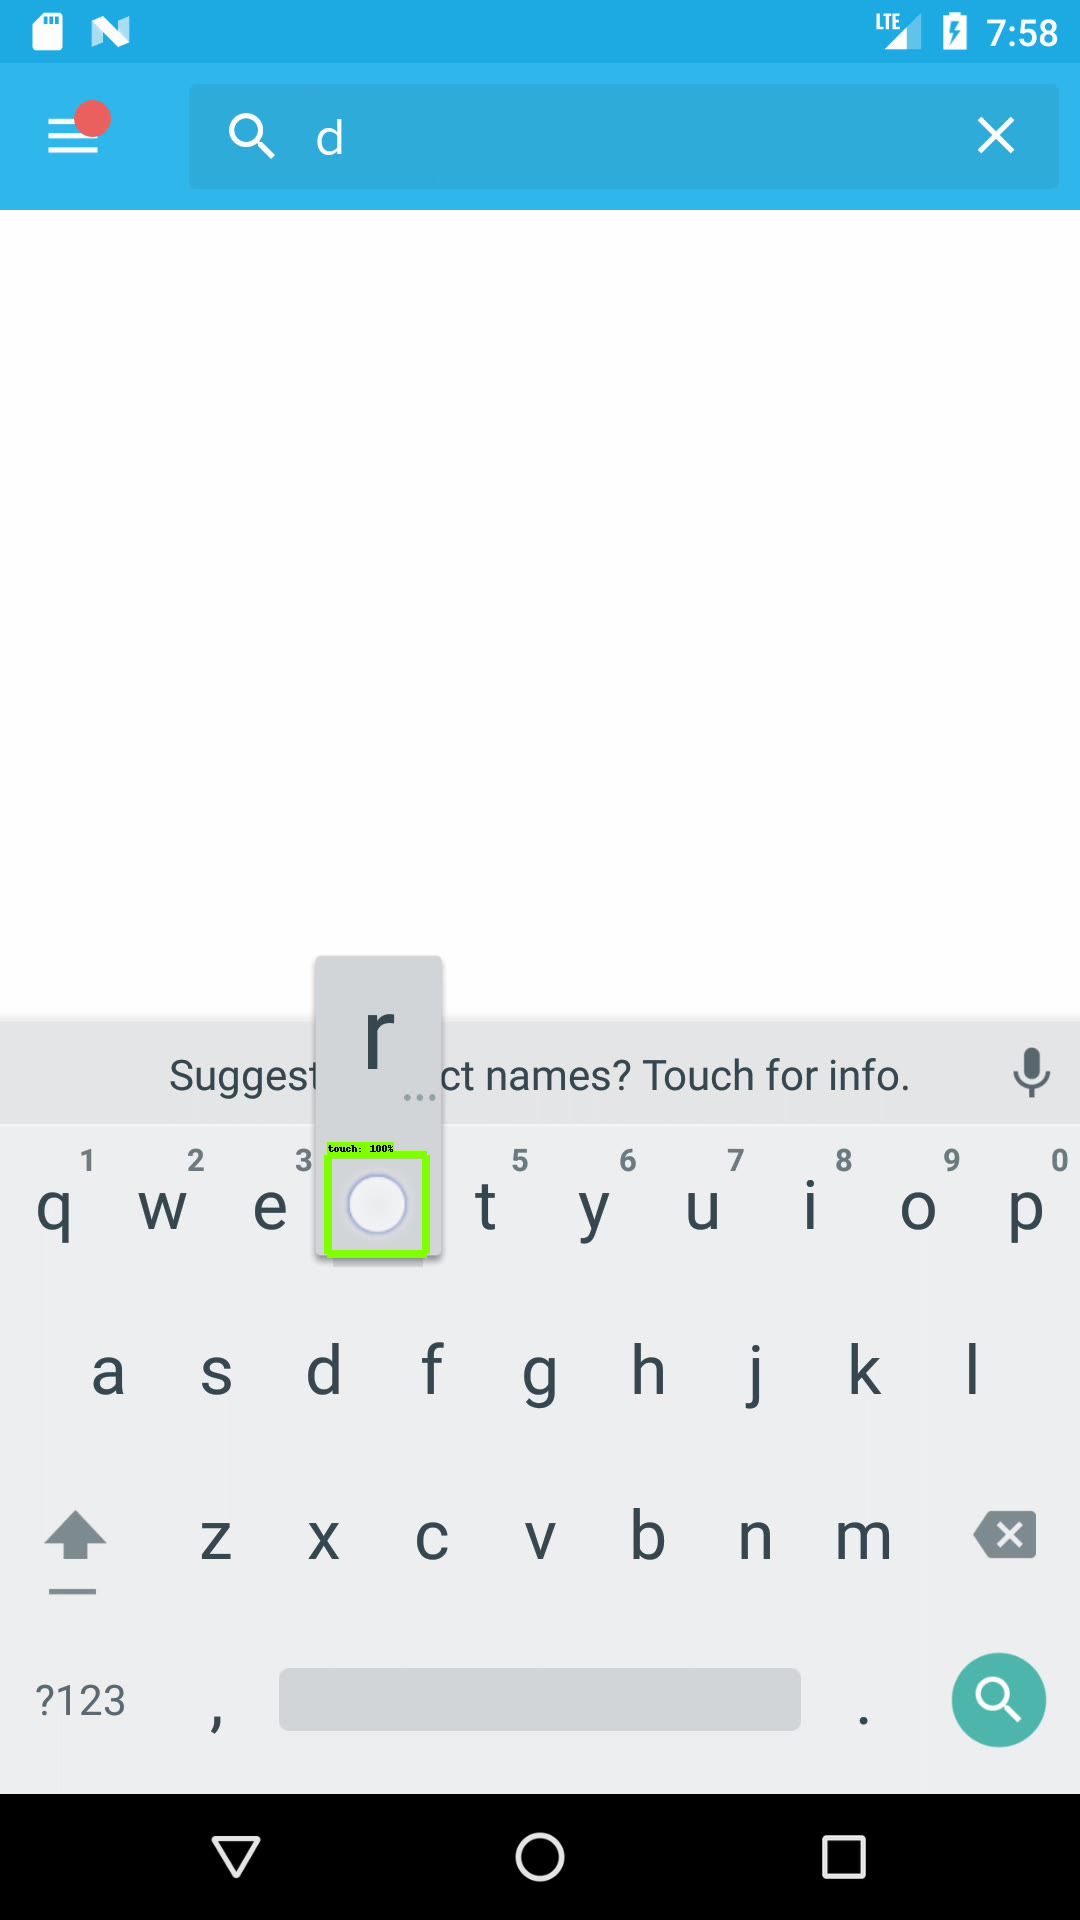 LTE 7:58
d
r
Suggest ct names? Touch for info.
touch: 100%
1 2 3 5 6 7 8 9 0
q w e t y u i o p
a s d f g h j k l
z x c v b n m
?123 , .